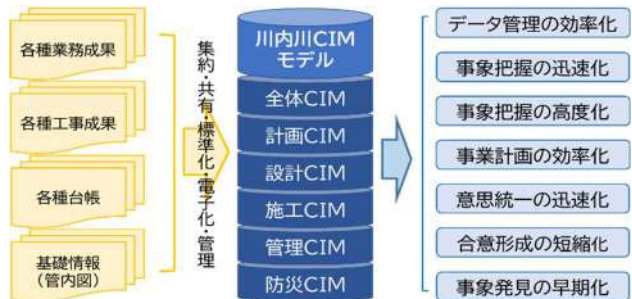 各種業務成果
各種工事成果
各種台帳
基礎情報
(管内図)
集約・共有・標準化・電子化・管理
川内川CIM
モデル
全体CIM
計画CIM
設計CIM
施工CIM
管理CIM
防災CIM
データ管理の効率化
事象把握の迅速化
事象把握の高度化
事業計画の効率化
意思統一の迅速化
合意形成の短縮化
事象発見の早期化